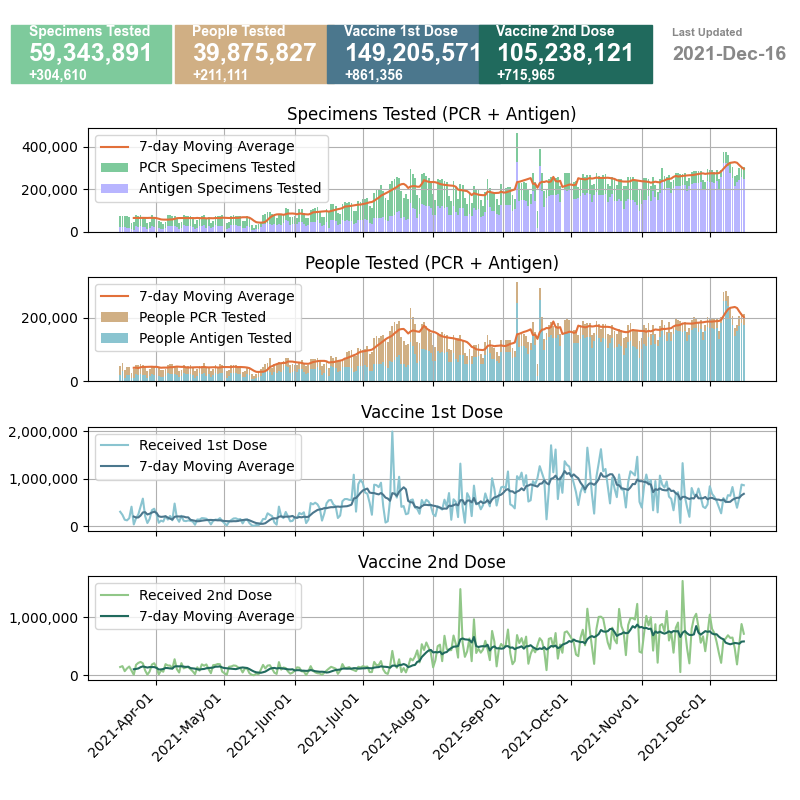 Specimens Tested
59,343,891
+304,610
People Tested
39,875,827
+211,111
Vaccine 1st Dose
149,205,571
+861,356
Vaccine 2nd Dose
105,238,121
+715,965
Last Updated
2021-Dec-16
Specimens Tested (PCR + Antigen)
7-day Moving Average
PCR Specimens Tested
Antigen Specimens Tested
400,000
200,000
0
People Tested (PCR + Antigen)
7-day Moving Average
People PCR Tested
People Antigen Tested
200,000
0
Vaccine 1st Dose
Received 1st Dose
7-day Moving Average
2,000,000
1,000,000
0
Vaccine 2nd Dose
Received 2nd Dose
7-day Moving Average
1,000,000
0
2021-Apr-01
2021-May-01
2021-Jun-01
2021-Jul-01
2021-Aug-01
2021-Sep-01
2021-Oct-01
2021-Nov-01
2021-Dec-01